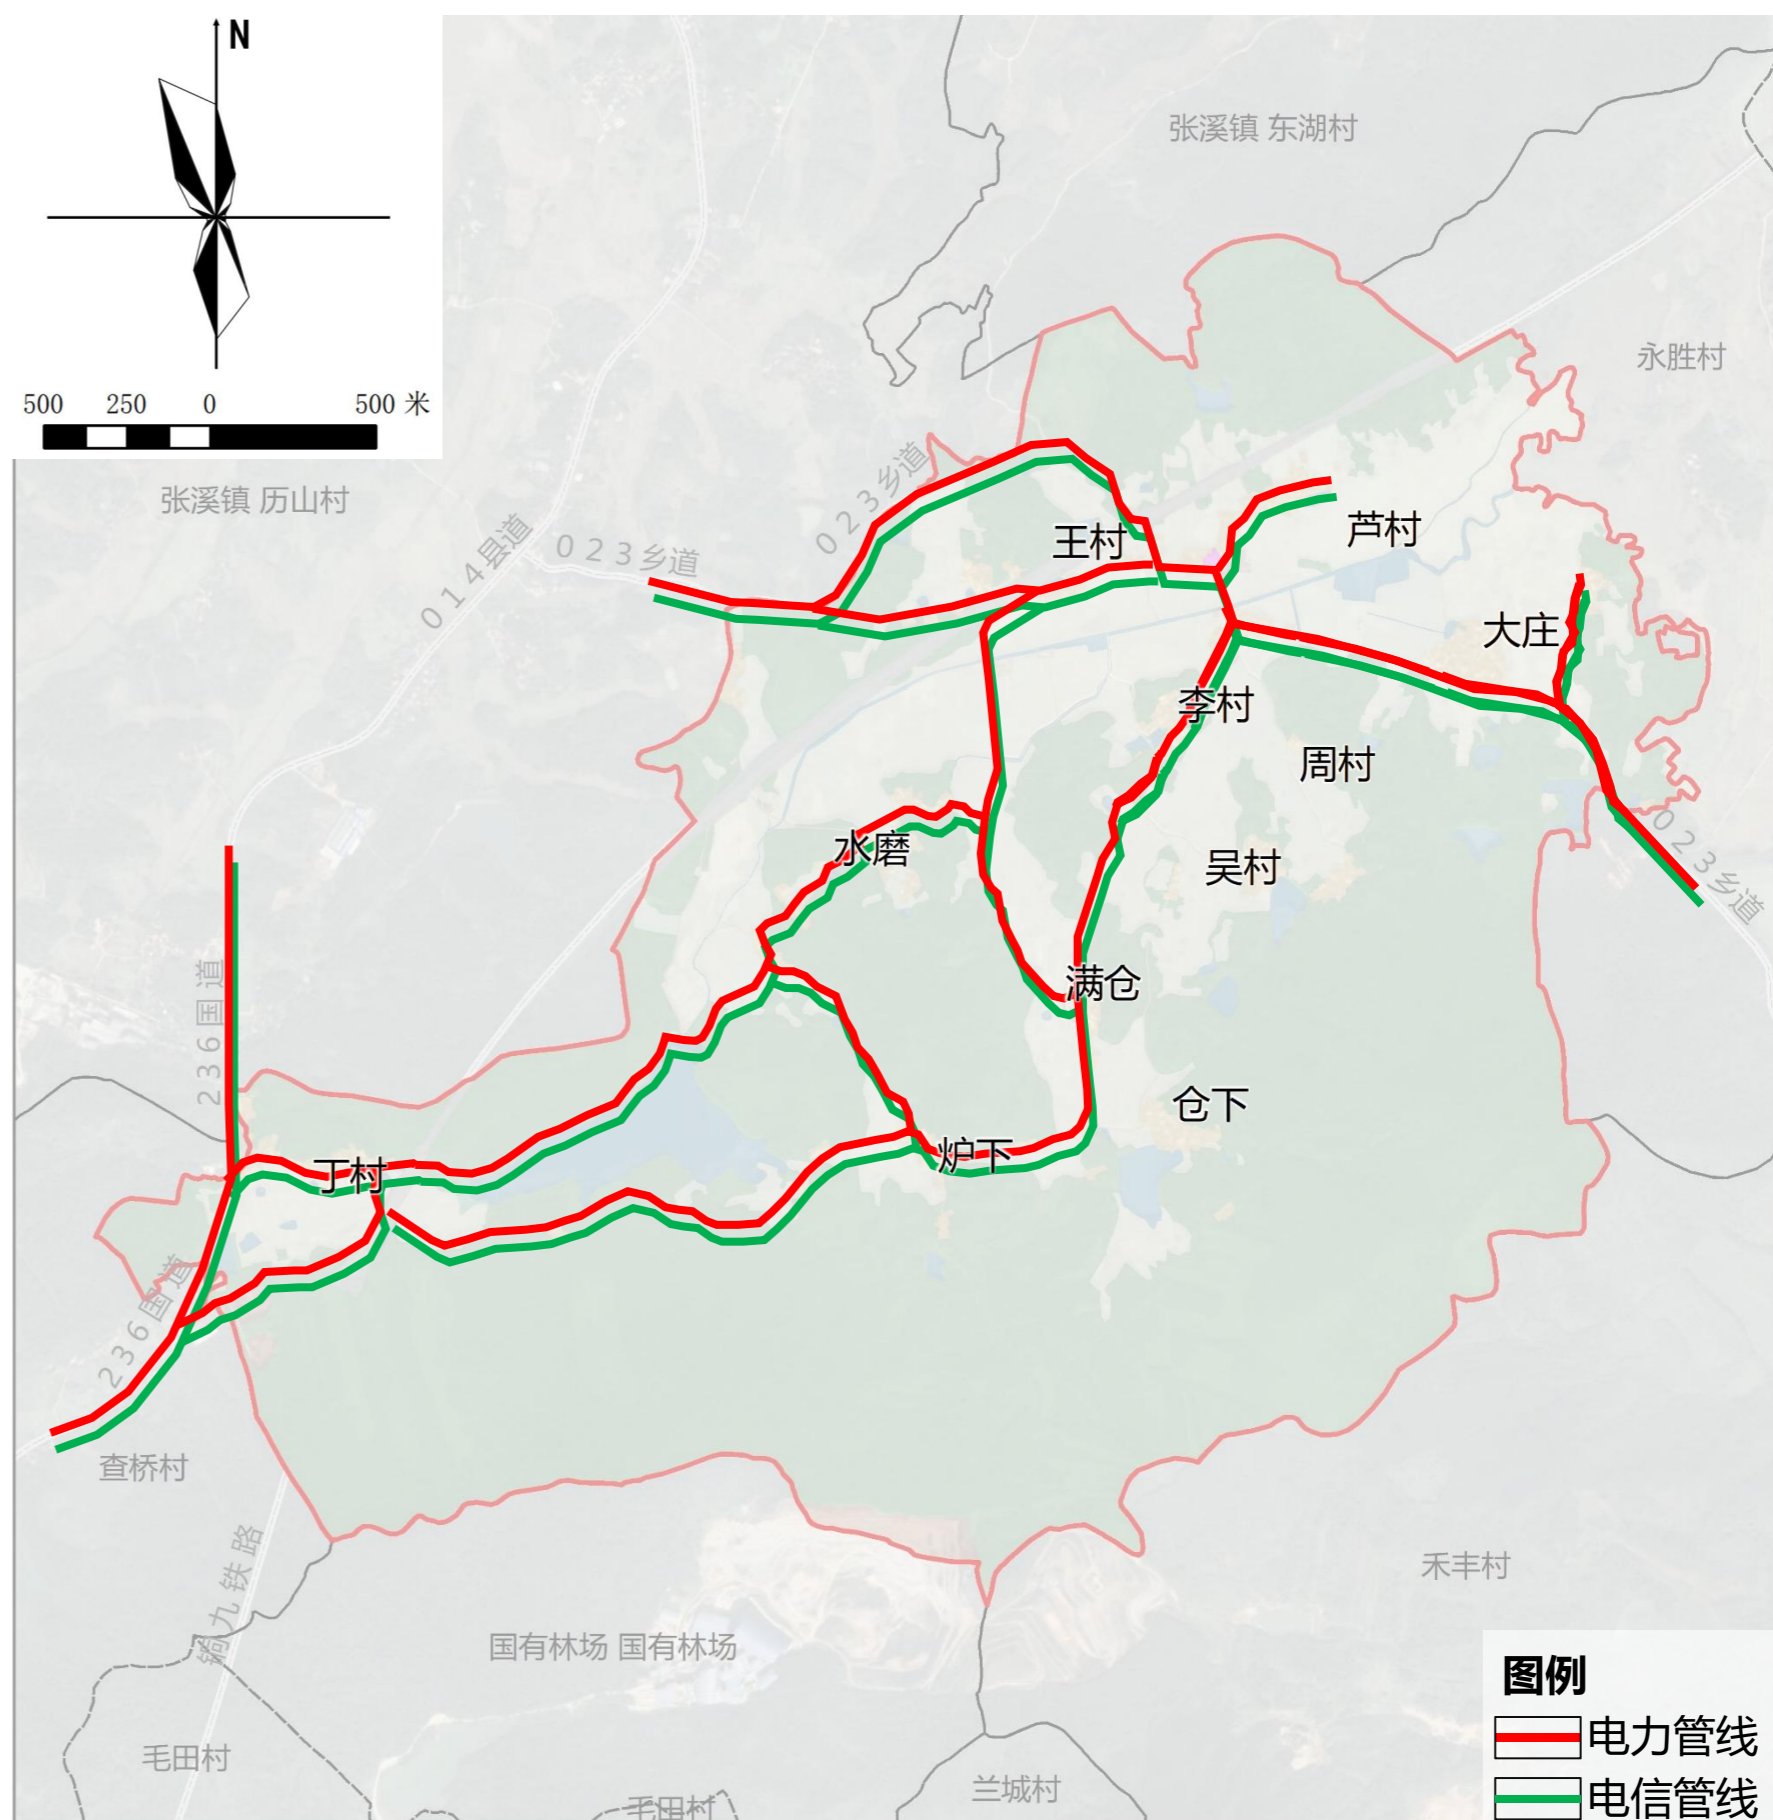 N
500 250 0 500 米
张溪镇 东湖村
永胜村
张溪镇 历山村
014县道
023乡道
023乡道
王村
芦村
大庄
李村
周村
水磨
吴村
023乡道
满仓
236国道
仓下
炉下
丁村
236国道
查桥村
铜九铁路
禾丰村
国有林场 国有林场
毛田村
毛田村
兰城村
图例
电力管线
电信管线